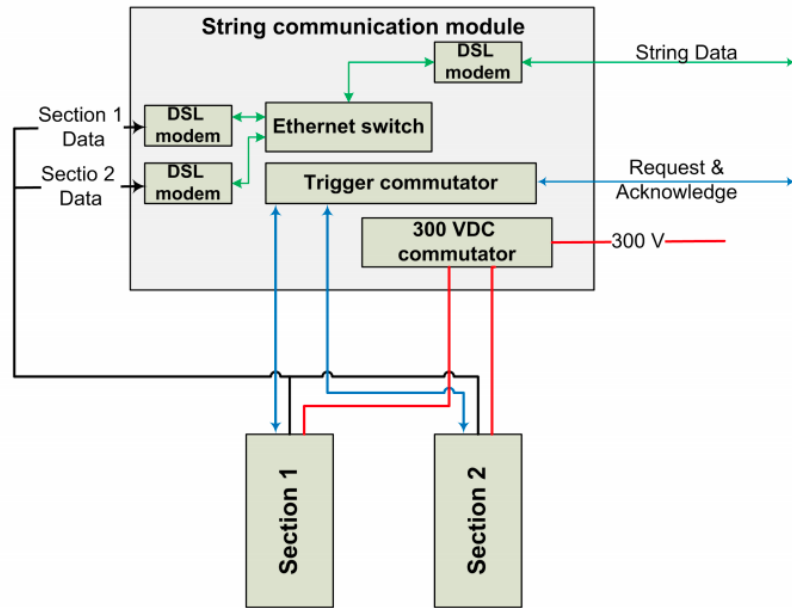 String communication module
DSL
modem
String Data
Section 1
Data
DSL
modem
Ethernet switch
Sectio 2
Data
DSL
modem
Trigger commutator
Request &
Acknowledge
300 VDC
commutator
300 V
Section 1
Section 2